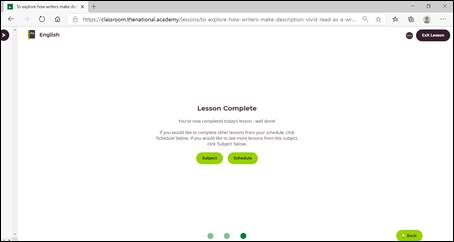 To explore how writers make d
https://classroom.thenational.academy/lessons/to-explore-how-writers-make-description-vivid-read-as-a-wri...
English
Exit Lesson
Lesson Complete
You've now completed today's lesson - well done!
If you would like to complete other lessons from your schedule, click
'Schedule' below. If you would like to see more lessons from this subject,
click 'Subject' below.
Subject
Schedule
Back